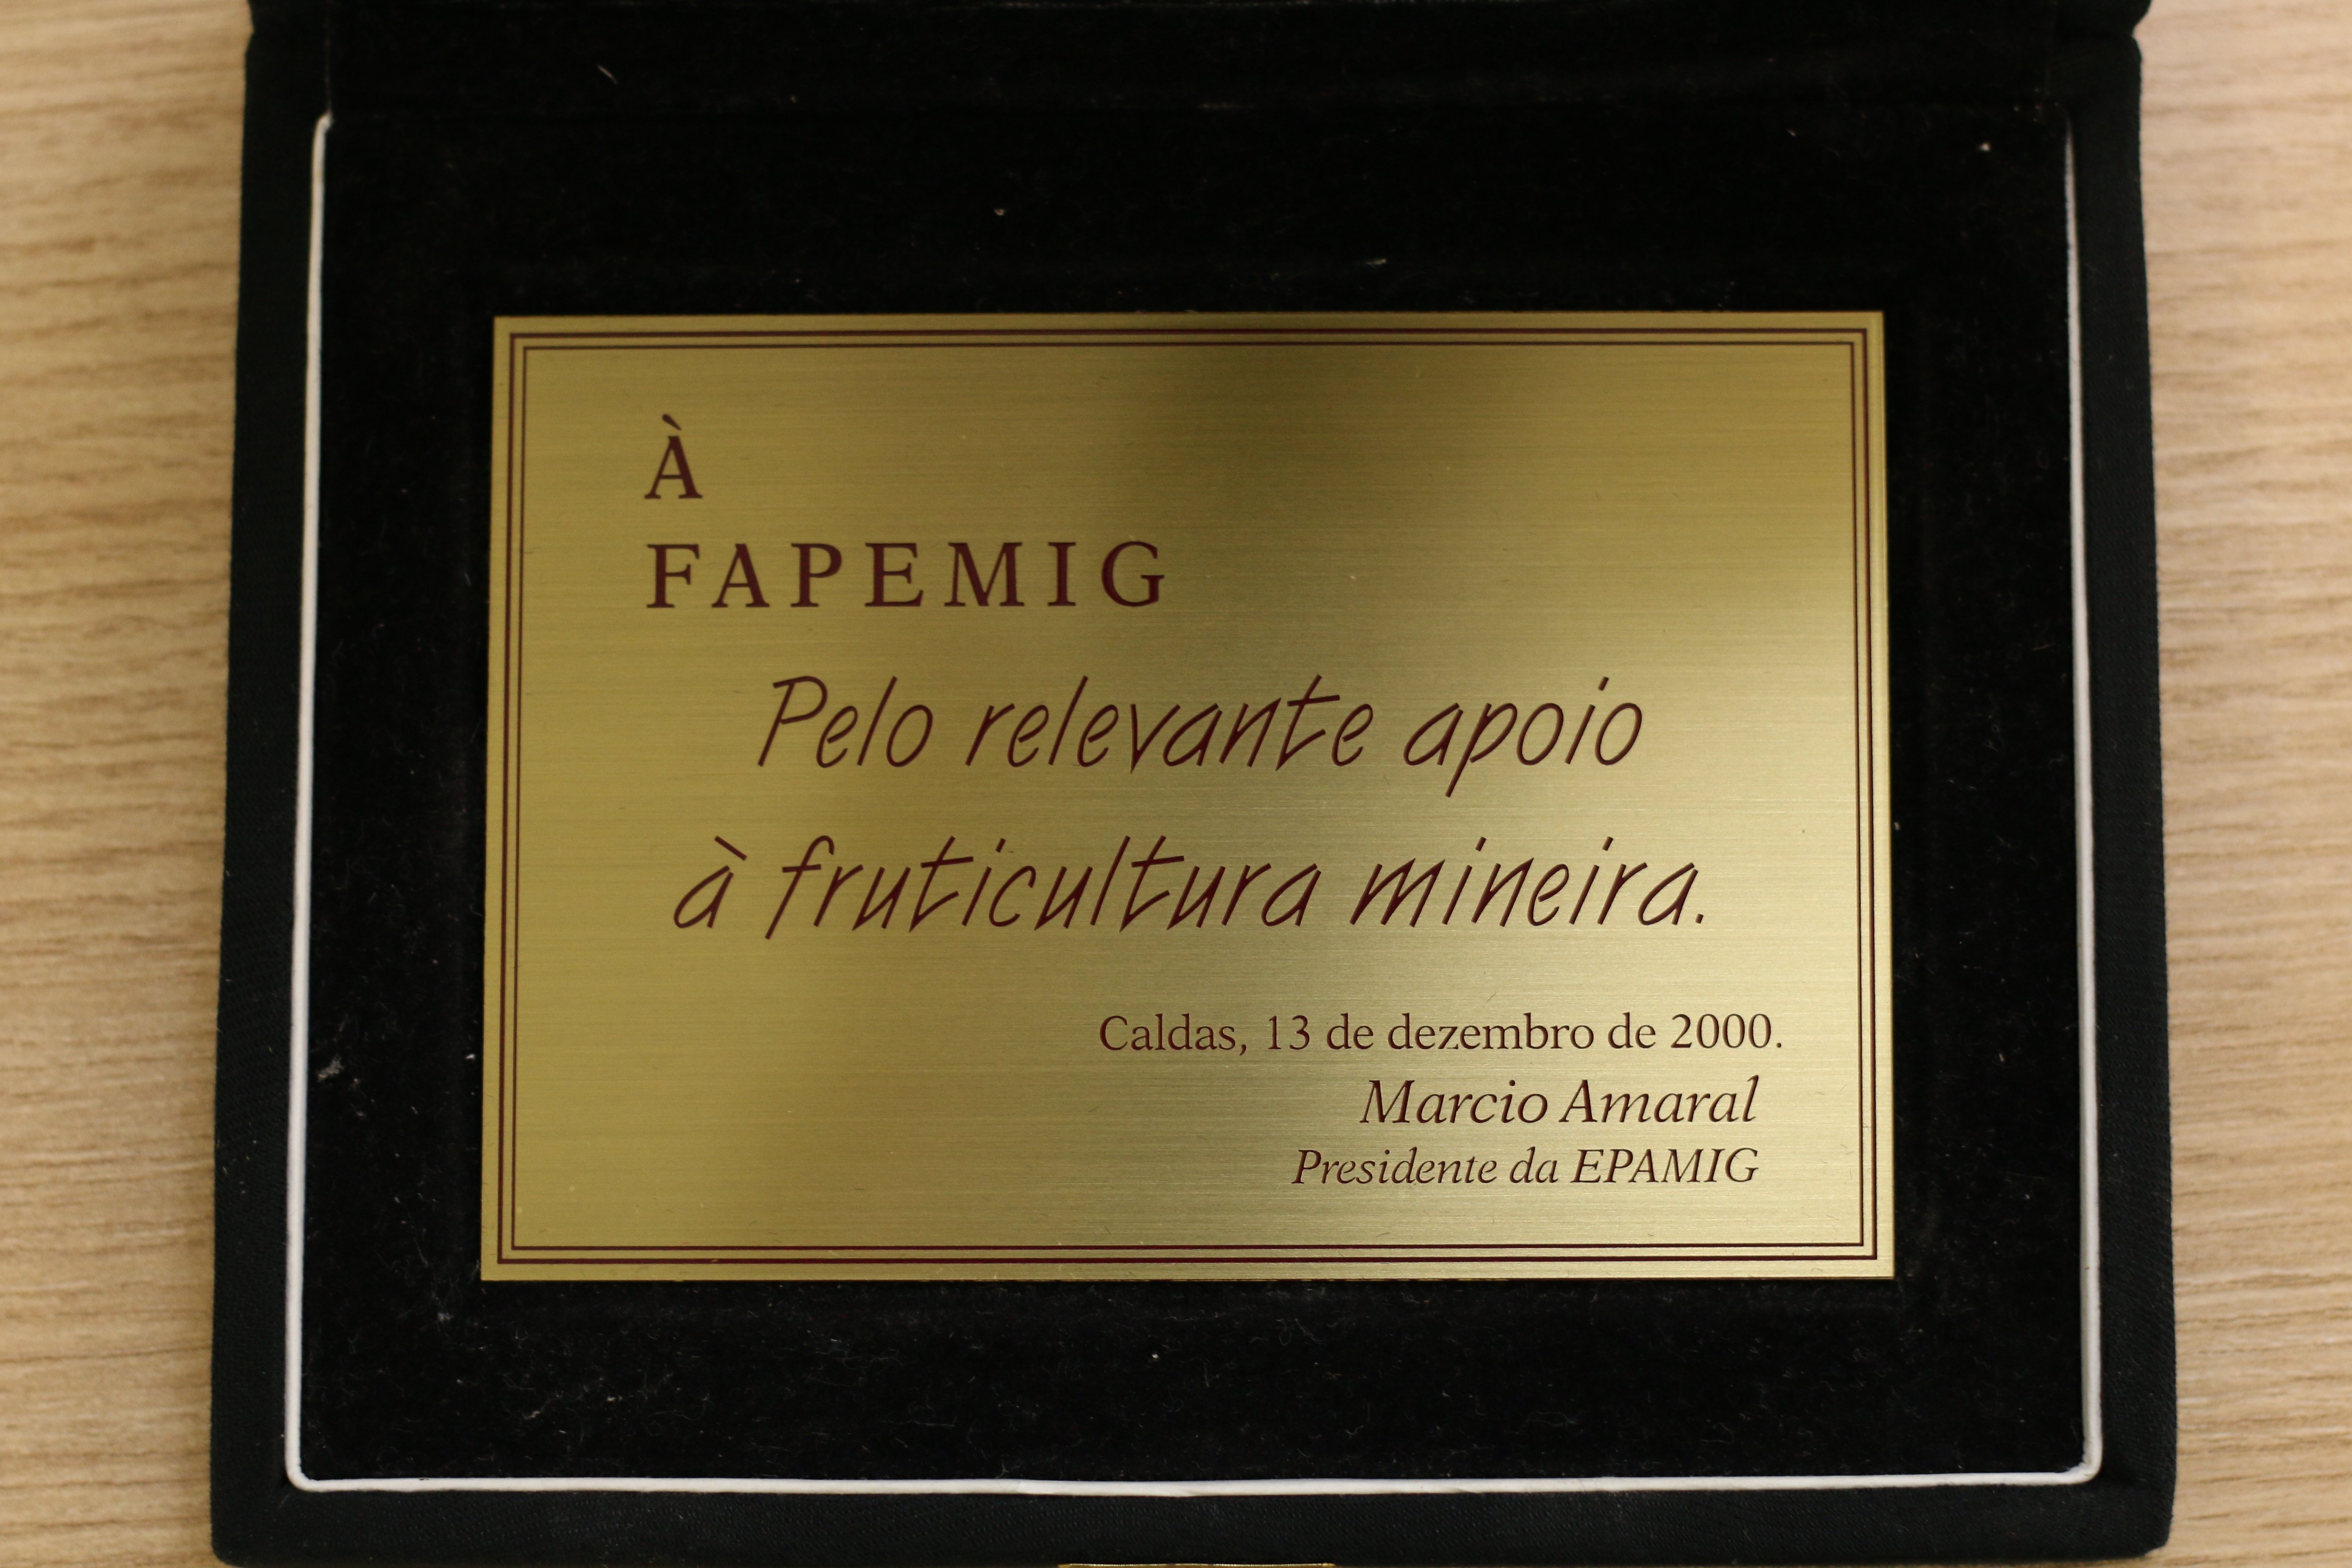 À
FAPEMIG
Pelo relevante apoio
à fruticultura mineira.
Caldas, 13 de dezembro de 2000.
Marcio Amaral
Presidente da EPAMIG